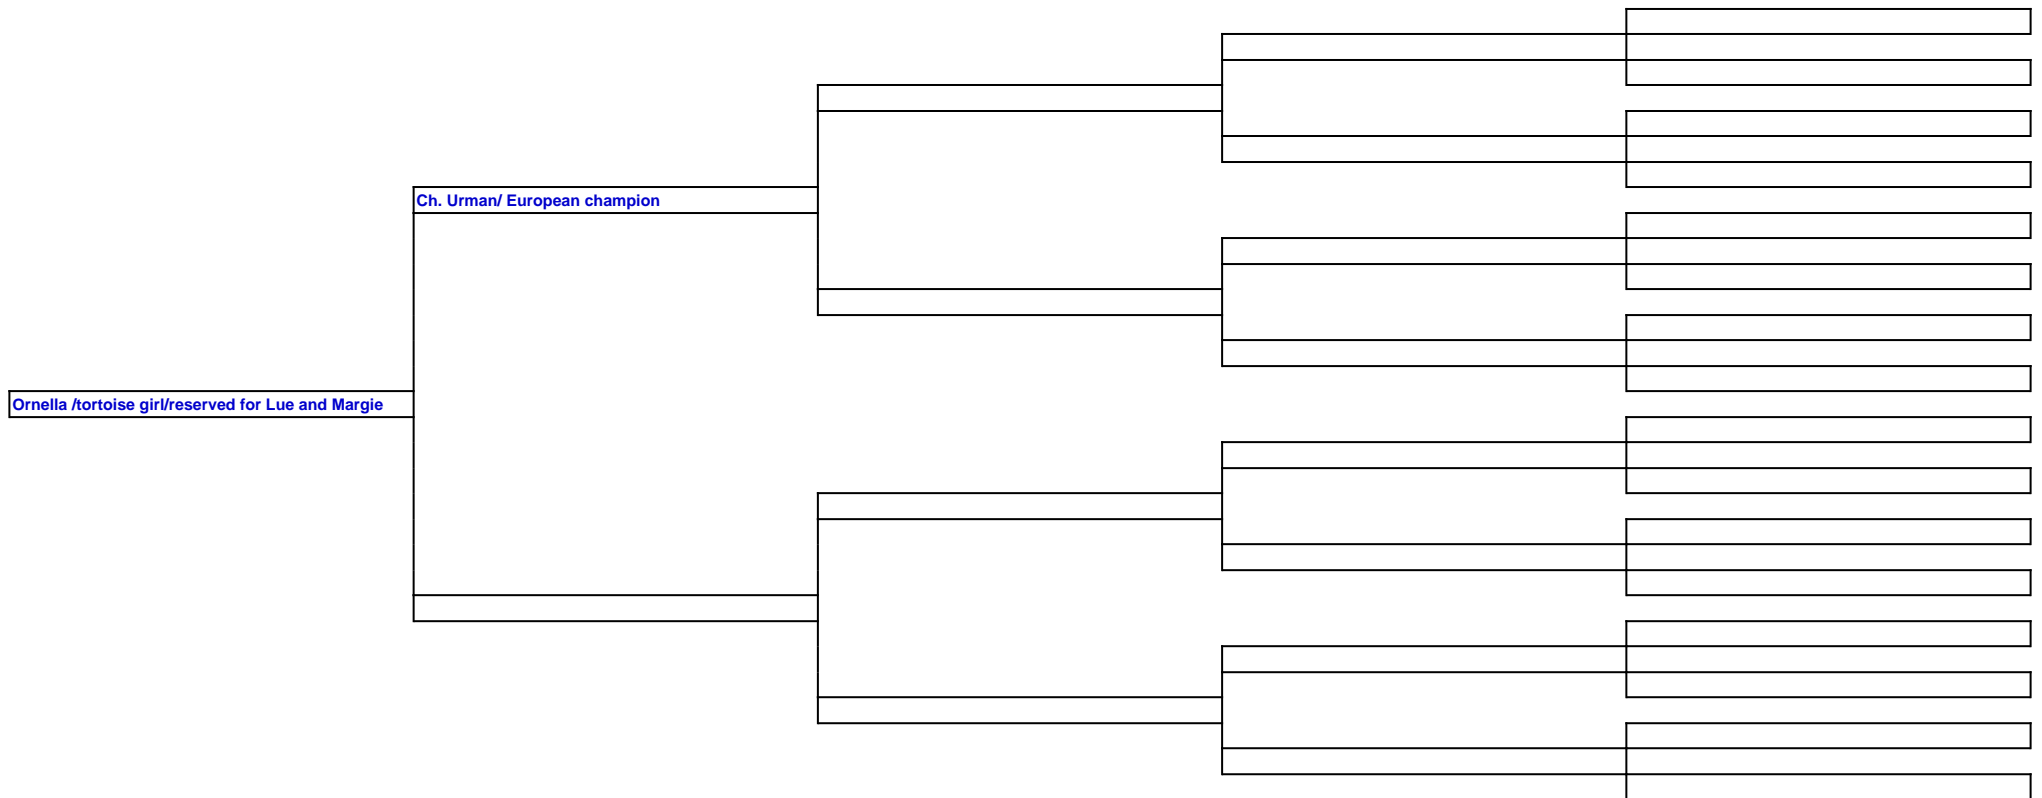 Ch. Urman/ European champion
Ornella /tortoise girl/reserved for Lue and Margie